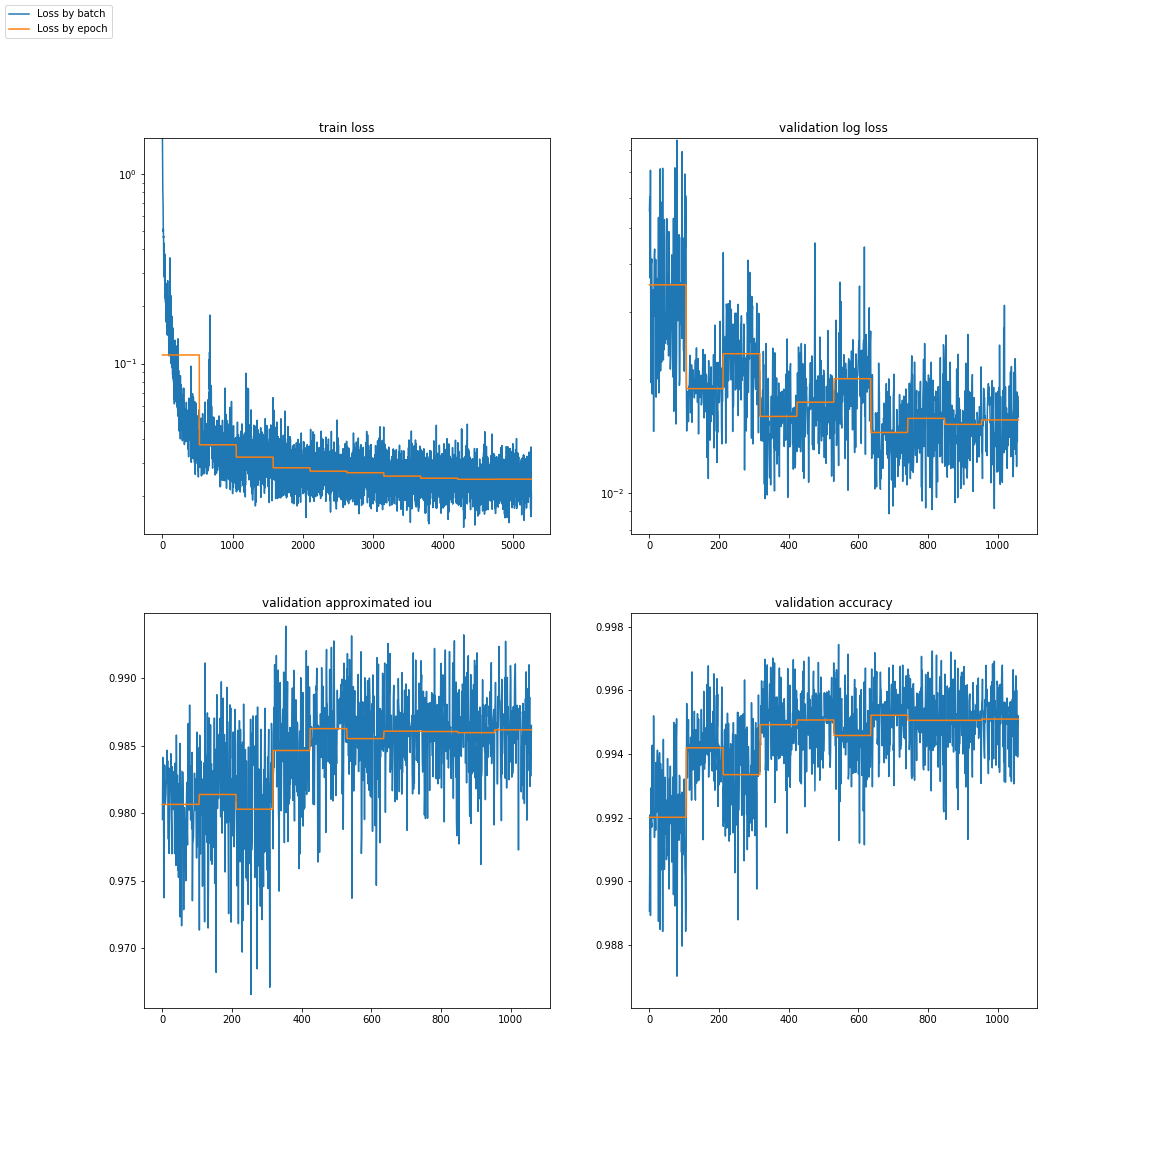 Loss by batch
Loss by epoch
train loss
10⁰
10⁻¹
0 1000 2000 3000 4000 5000
validation log loss
10⁻²
0 200 400 600 800 1000
validation approximated iou
0.990
0.985
0.980
0.975
0.970
0 200 400 600 800 1000
validation accuracy
0.998
0.996
0.994
0.992
0.990
0.988
0 200 400 600 800 1000